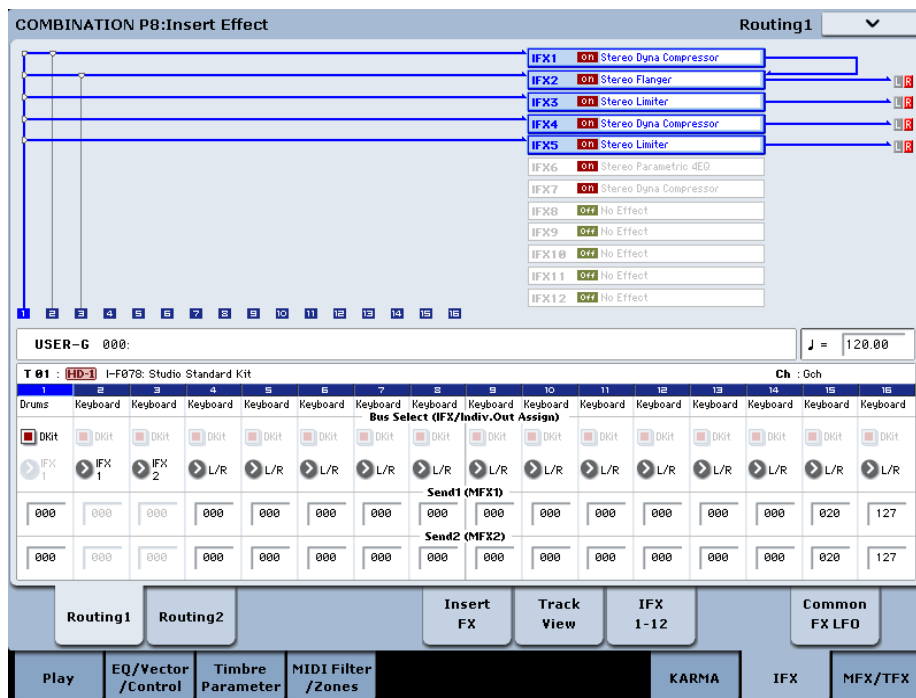 COMBINATION P8:Insert Effect Routing1
IFX1 On Stereo Dyna Compressor
IFX2 On Stereo Flanger L R
IFX3 On Stereo Limiter L R
IFX4 On Stereo Dyna Compressor L R
IFX5 On Stereo Limiter L R
IFX6 On Stereo Parametric 4EQ
IFX7 On Stereo Dyna Compressor
IFX8 Off No Effect
IFX9 Off No Effect
IFX10 Off No Effect
IFX11 Off No Effect
IFX12 Off No Effect
1 2 3 4 5 6 7 8 9 10 11 12 13 14 15 16
USER-G 000: ♩ = 120.00
T 01 : HD-1 I-F078: Studio Standard Kit Ch : Gch
1 2 3 4 5 6 7 8 9 10 11 12 13 14 15 16
Drums Keyboard Keyboard Keyboard Keyboard Keyboard Keyboard Keyboard Keyboard Keyboard Keyboard Keyboard Keyboard Keyboard Keyboard Keyboard
Bus Select (IFX/Indiv.Out Assign)
DKit DKit DKit DKit DKit DKit DKit DKit DKit DKit DKit DKit DKit DKit DKit DKit
IFX 1 IFX 1 IFX 2 L/R L/R L/R L/R L/R L/R L/R L/R L/R L/R L/R L/R L/R
Send1 (MFX1)
000 000 000 000 000 000 000 000 000 000 000 000 000 000 020 127
Send2 (MFX2)
000 000 000 000 000 000 000 000 000 000 000 000 000 000 020 127
Routing1 Routing2 Insert FX Track View IFX 1-12 Common FX LFO
Play EQ/Vector /Control Timbre Parameter MIDI Filter /Zones KARMA IFX MFX/TFX